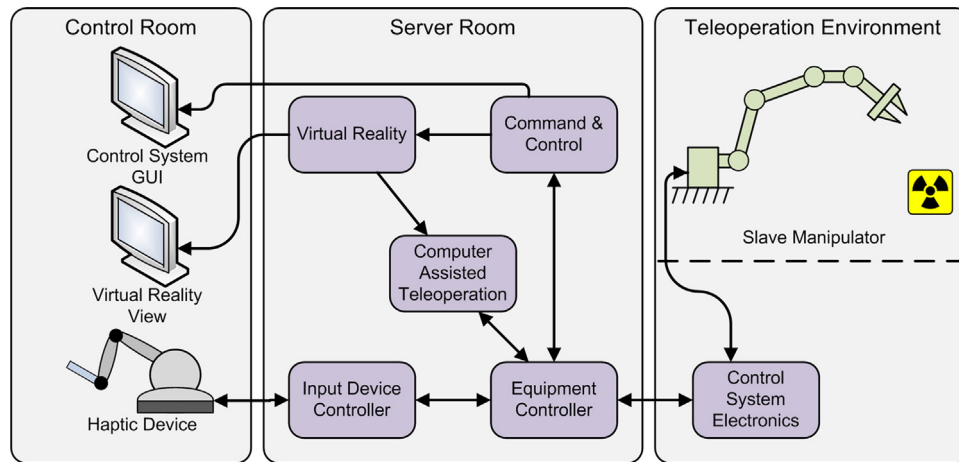 Control Room
Control System
GUI
Virtual Reality
View
Haptic Device
Server Room
Virtual Reality
Command &
Control
Computer
Assisted
Teleoperation
Input Device
Controller
Equipment
Controller
Teleoperation Environment
Slave Manipulator
Control
System
Electronics